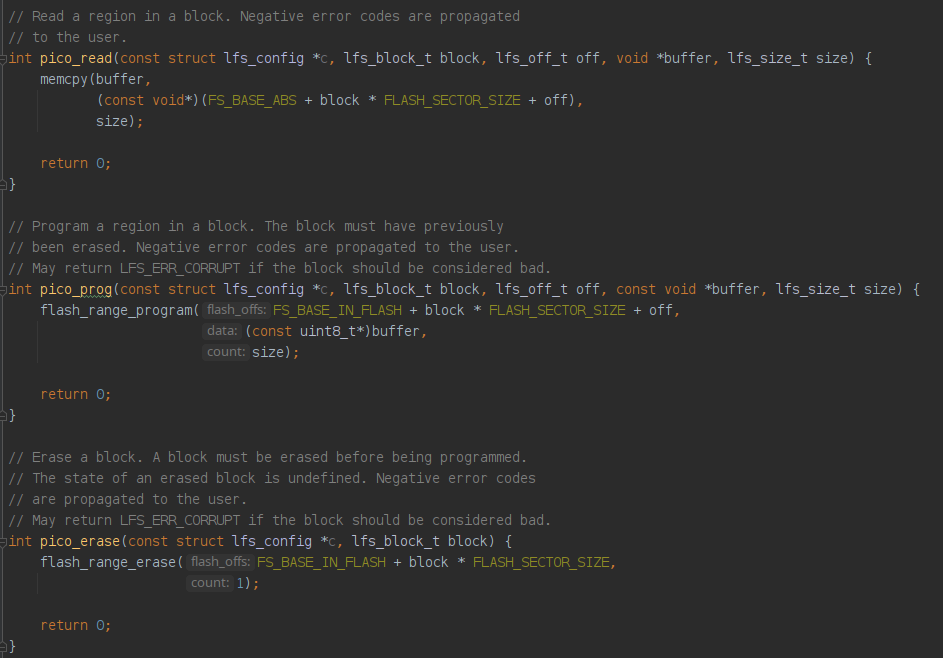 // Read a region in a block. Negative error codes are propagated
// to the user.
int pico_read(const struct lfs_config *c, lfs_block_t block, lfs_off_t off, void *buffer, lfs_size_t size) {
    memcpy(buffer,
           (const void*)(FS_BASE_ABS + block * FLASH_SECTOR_SIZE + off),
           size);

    return 0;
}

// Program a region in a block. The block must have previously
// been erased. Negative error codes are propagated to the user.
// May return LFS_ERR_CORRUPT if the block should be considered bad.
int pico_prog(const struct lfs_config *c, lfs_block_t block, lfs_off_t off, const void *buffer, lfs_size_t size) {
    flash_range_program( flash_offs: FS_BASE_IN_FLASH + block * FLASH_SECTOR_SIZE + off,
                         data: (const uint8_t*)buffer,
                         count: size);

    return 0;
}

// Erase a block. A block must be erased before being programmed.
// The state of an erased block is undefined. Negative error codes
// are propagated to the user.
// May return LFS_ERR_CORRUPT if the block should be considered bad.
int pico_erase(const struct lfs_config *c, lfs_block_t block) {
    flash_range_erase( flash_offs: FS_BASE_IN_FLASH + block * FLASH_SECTOR_SIZE,
                       count: 1);

    return 0;
}